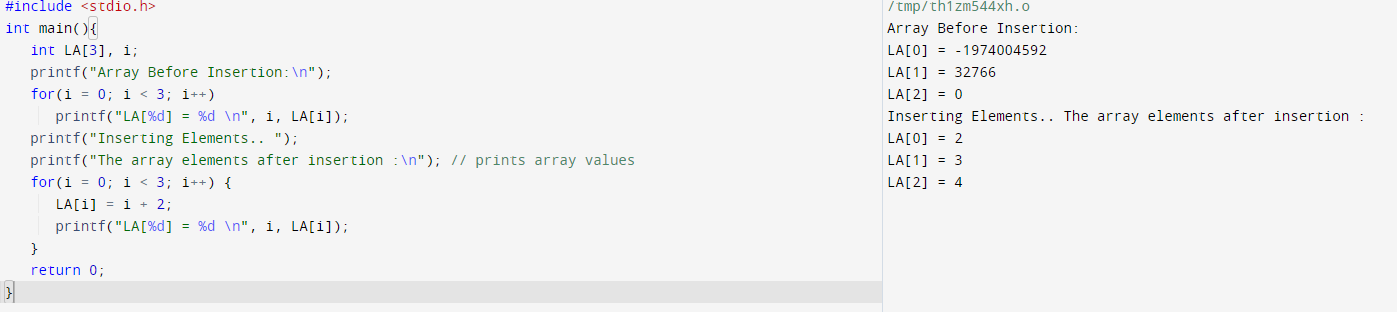 #include <stdio.h>
int main(){
   int LA[3], i;
   printf("Array Before Insertion:\n");
   for(i = 0; i < 3; i++)
      printf("LA[%d] = %d \n", i, LA[i]);
   printf("Inserting Elements.. ");
   printf("The array elements after insertion :\n"); // prints array values
   for(i = 0; i < 3; i++) {
      LA[i] = i + 2;
      printf("LA[%d] = %d \n", i, LA[i]);
   }
   return 0;
}
/tmp/th1zm544xh.o
Array Before Insertion:
LA[0] = -1974004592
LA[1] = 32766
LA[2] = 0
Inserting Elements.. The array elements after insertion :
LA[0] = 2
LA[1] = 3
LA[2] = 4